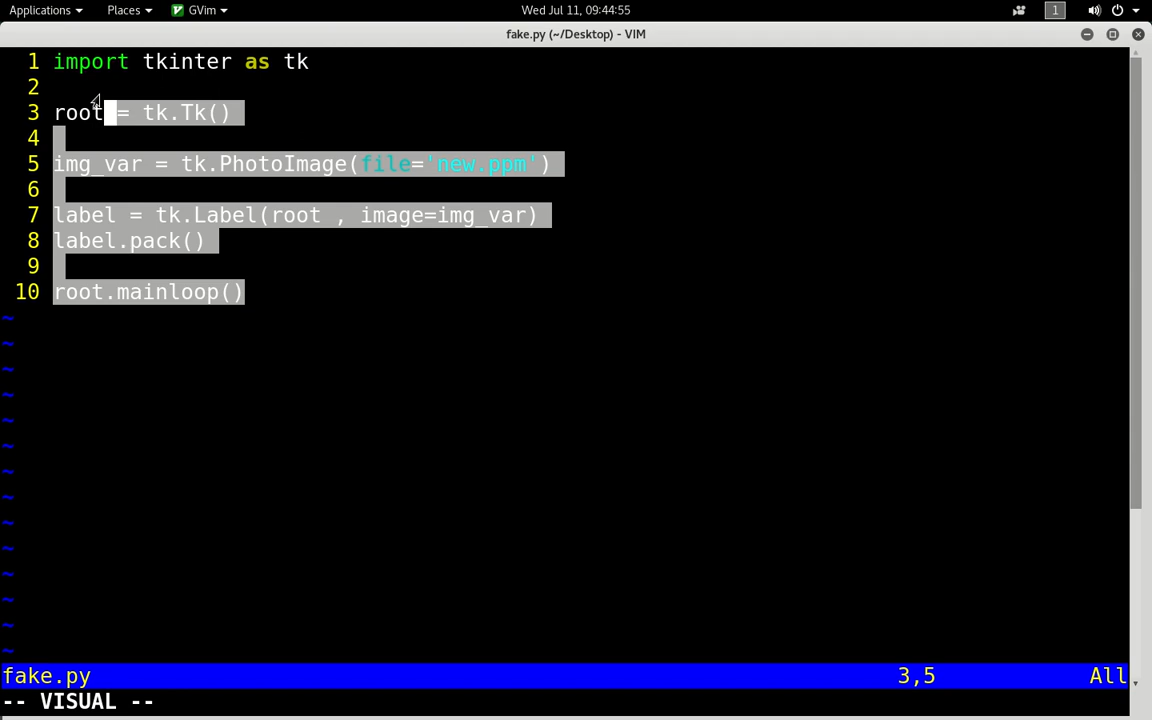 Applications Places GVim Wed Jul 11, 09:44:55 1
fake.py (~/Desktop) - VIM
1 import tkinter as tk
2
3 root = tk.Tk()
4
5 img_var = tk.PhotoImage(file='new.ppm')
6
7 label = tk.Label(root , image=img_var)
8 label.pack()
9
10 root.mainloop()
~
~
~
~
~
~
~
~
~
~
~
~
~
~
fake.py 3,5 All
-- VISUAL --